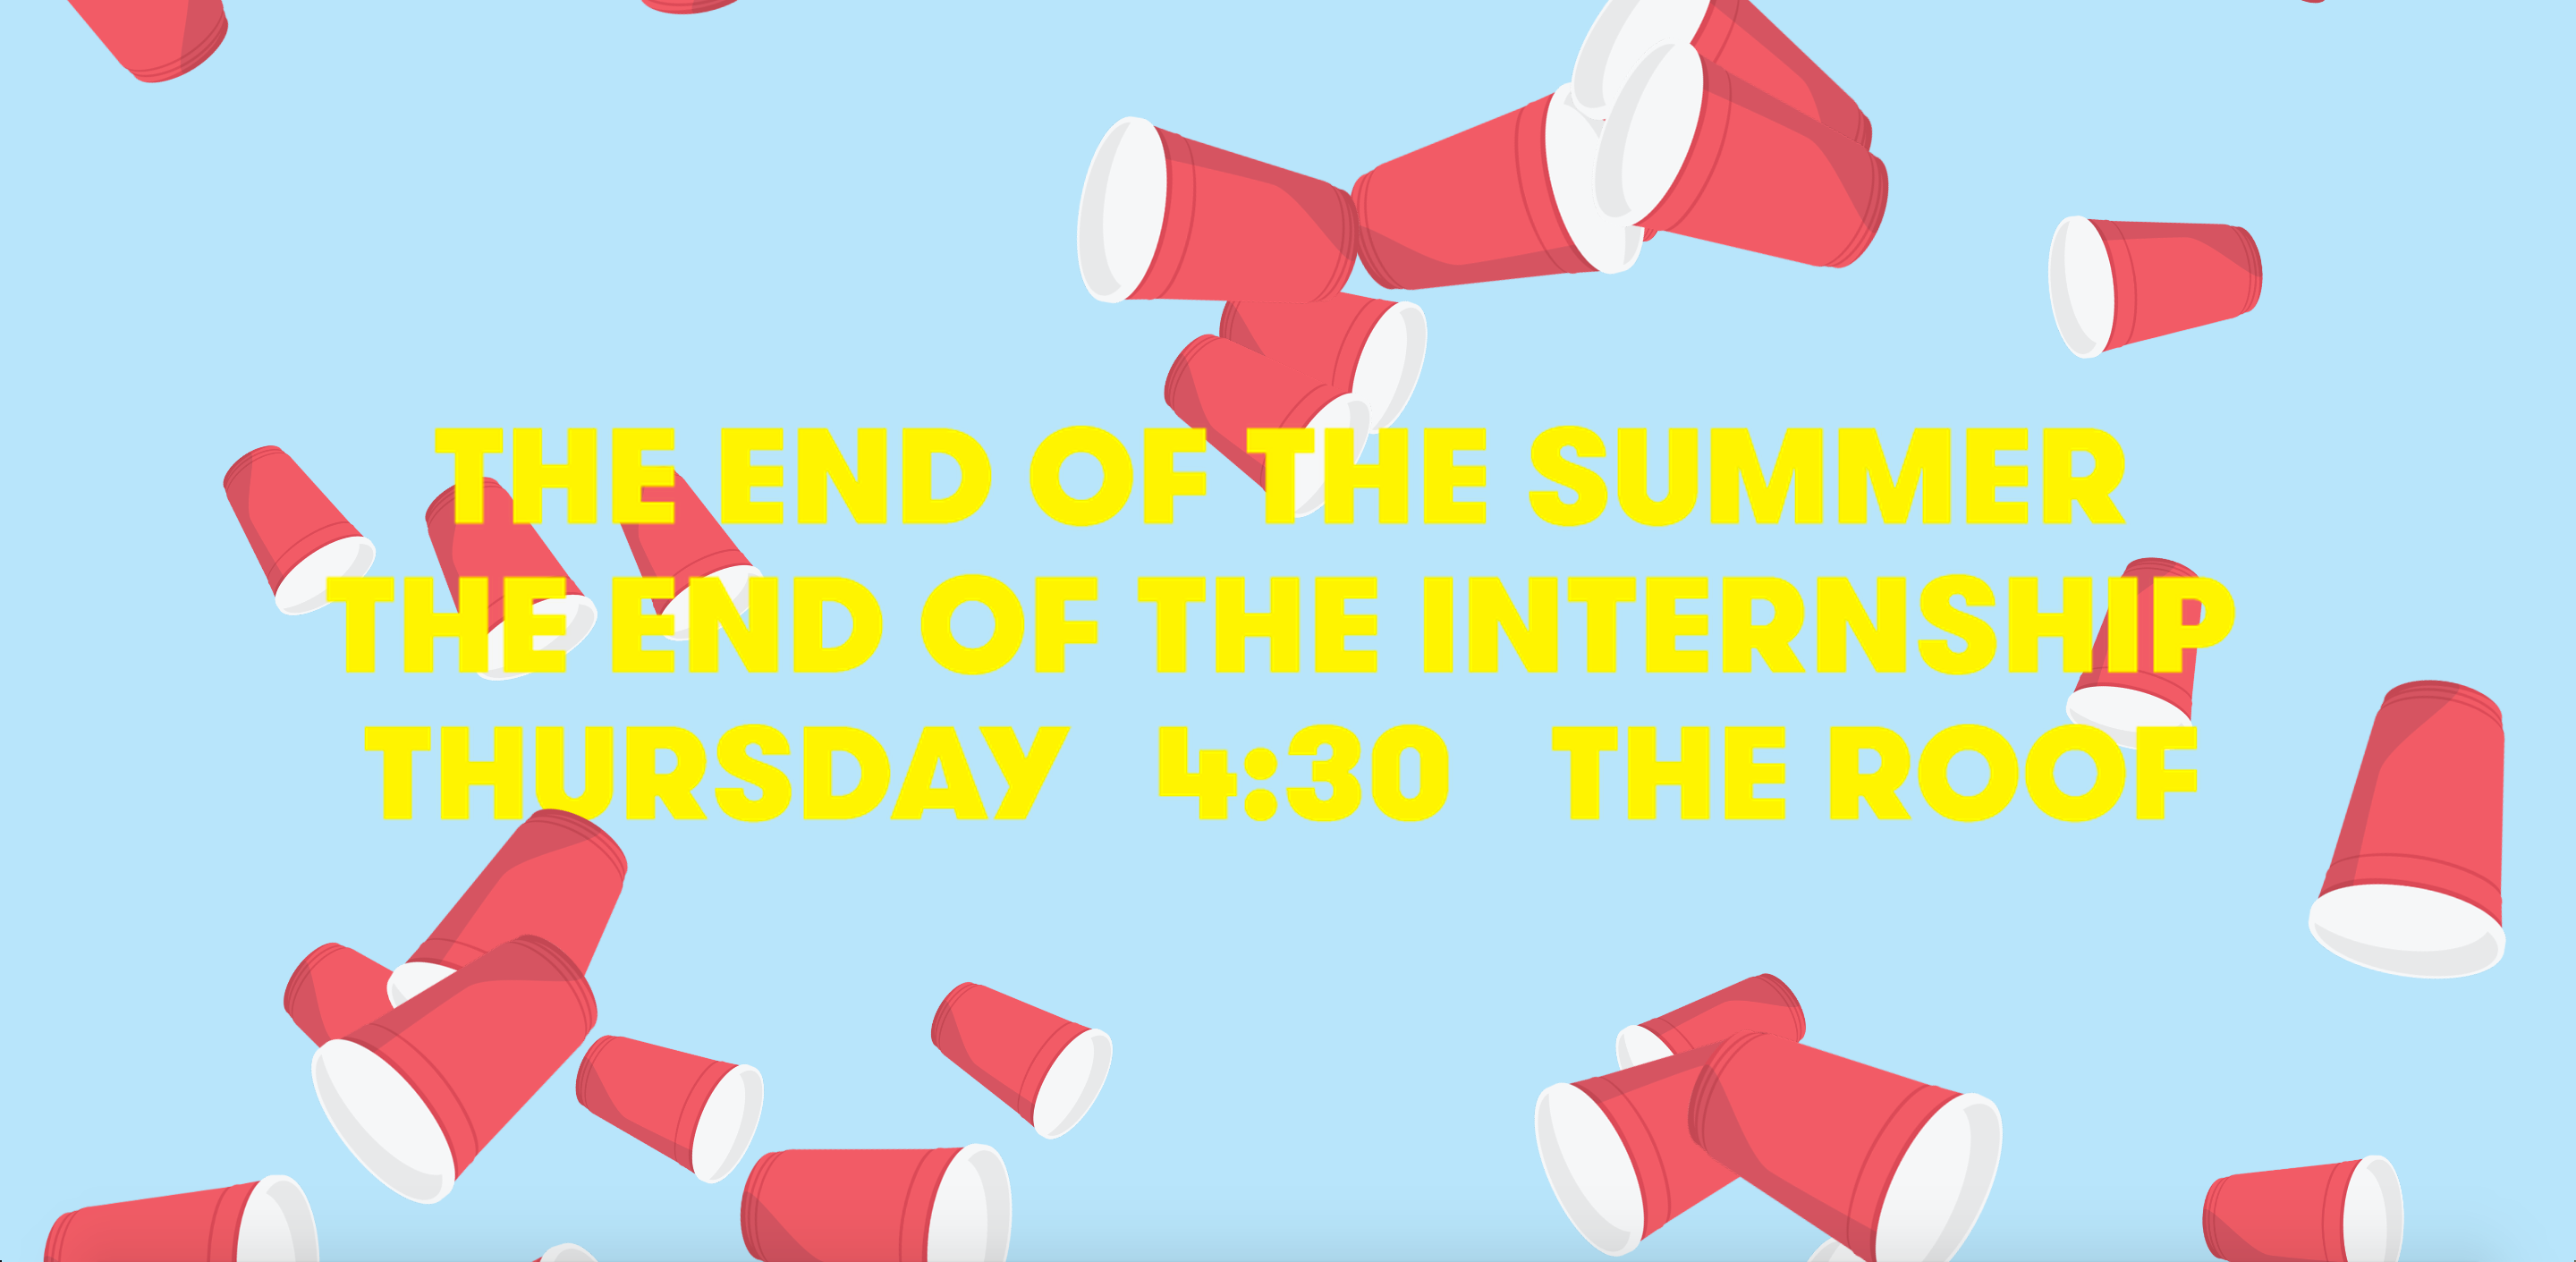 THE END OF THE SUMMER
THE END OF THE INTERNSHIP
THURSDAY 4:30 THE ROOF